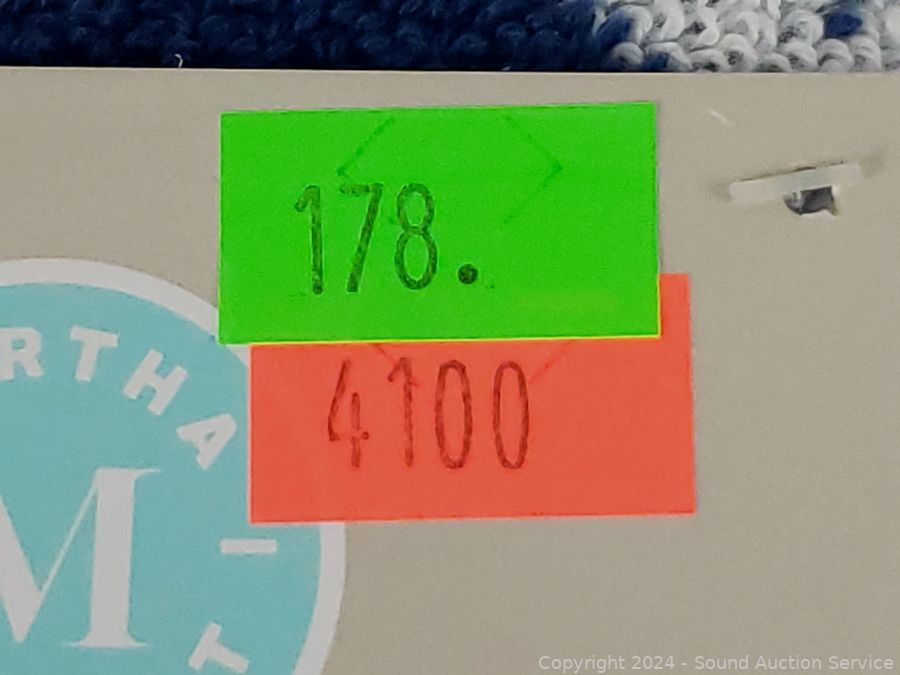 178.
4100
RTHA
M
T
Copyright 2024 - Sound Auction Service